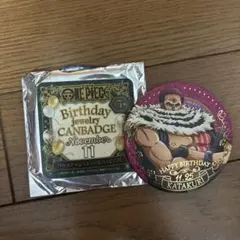 ONE PIECE
Birthday
jewelry
CANBADGE
November
11
HAPPY BIRTHDAY
11.25
KATAKURI